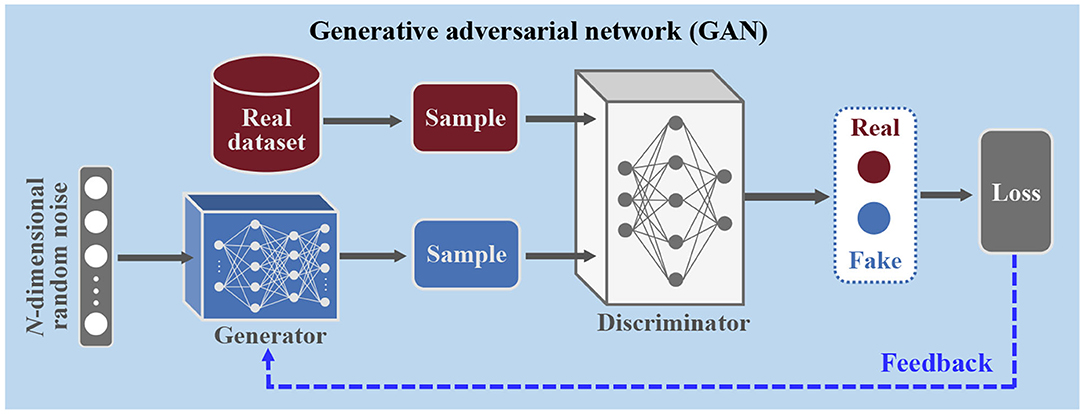 Generative adversarial network (GAN)
Real
dataset
Sample
Real
Fake
Loss
N-dimensional
random noise
Sample
Generator
Discriminator
Feedback